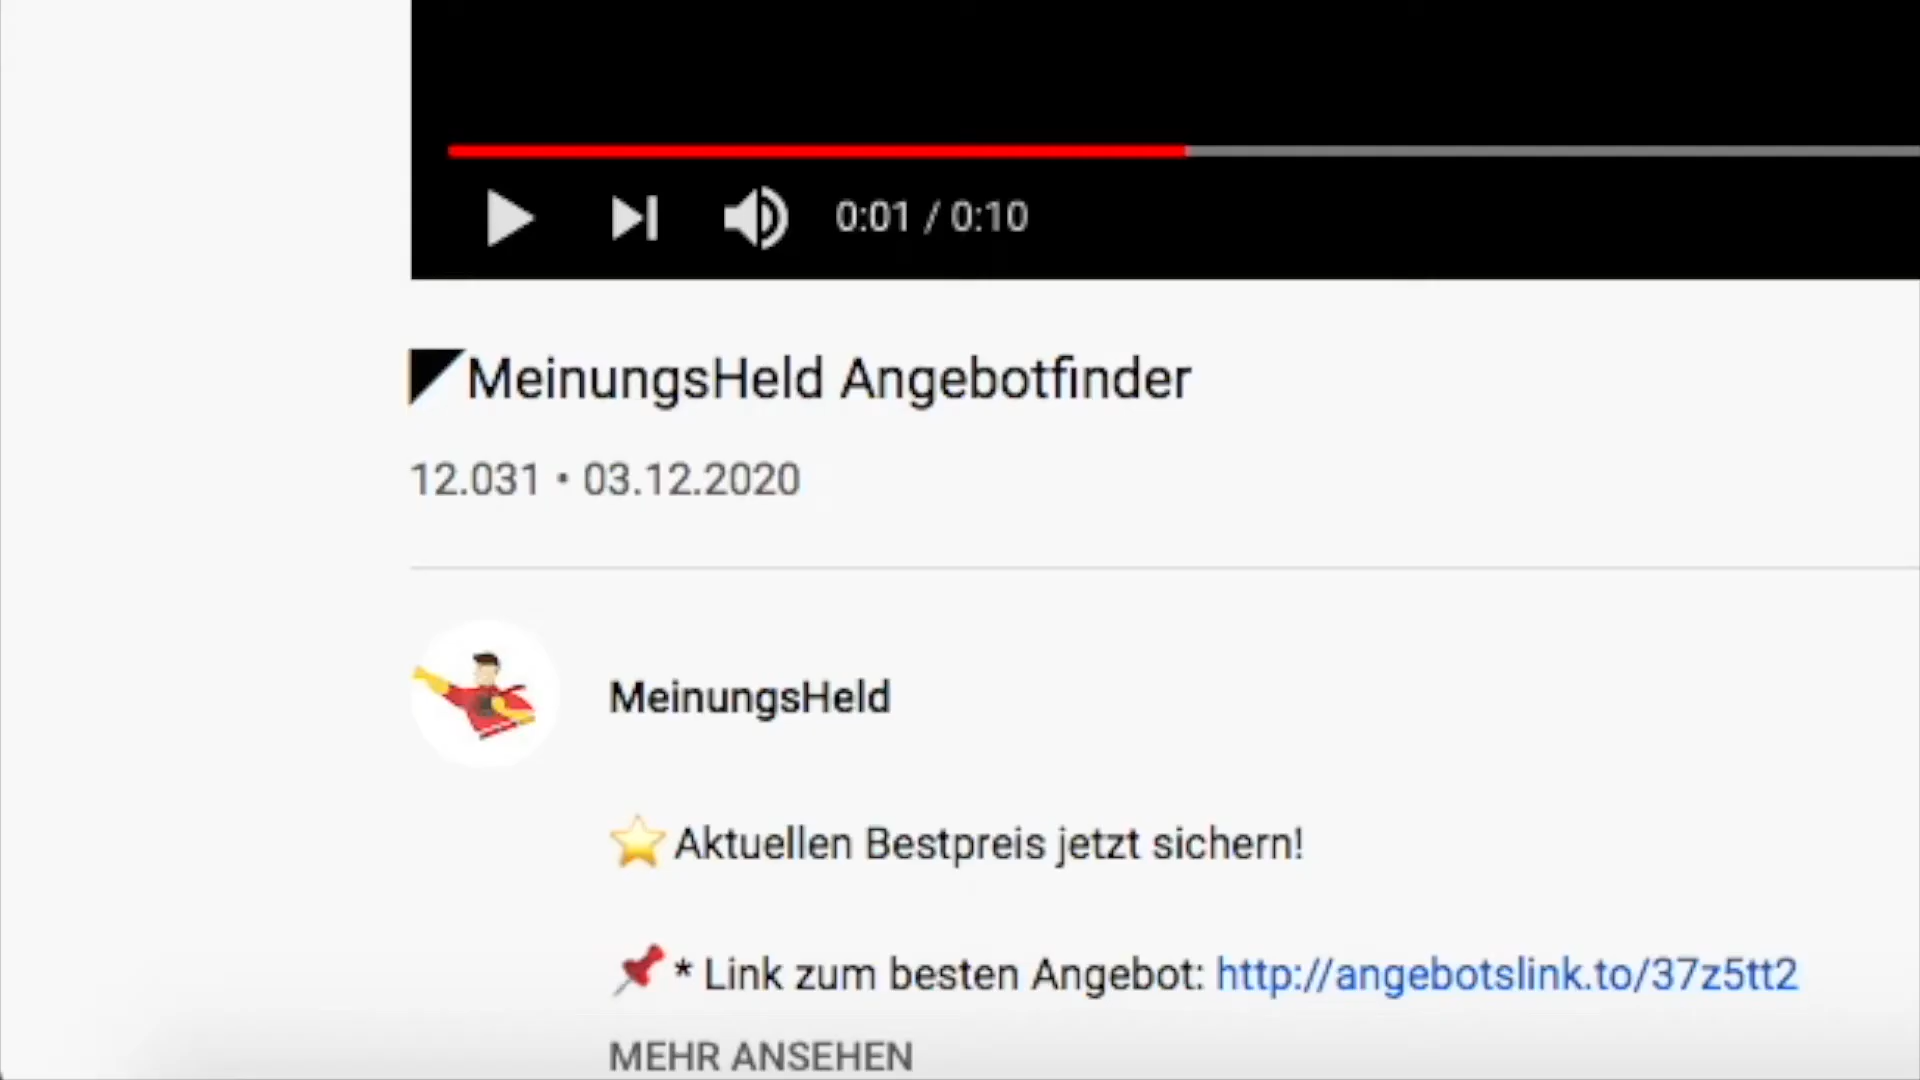 0:01 / 0:10
MeinungsHeld Angebotfinder
12.031 • 03.12.2020
MeinungsHeld
⭐ Aktuellen Bestpreis jetzt sichern!
📌 * Link zum besten Angebot: http://angebotslink.to/37z5tt2
MEHR ANSEHEN